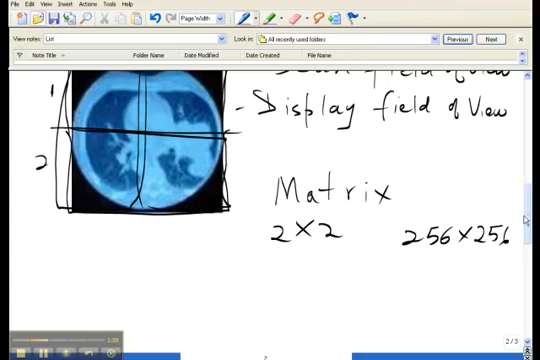 File Edit View Insert Actions Tools Help
Page Width
View notes: List Look in: All recently used folders Previous Next
Note Title Folder Name Date Modified Date Created File Name
- Display field of View
1
2
Matrix
2 × 2 256 × 256
2/3
2